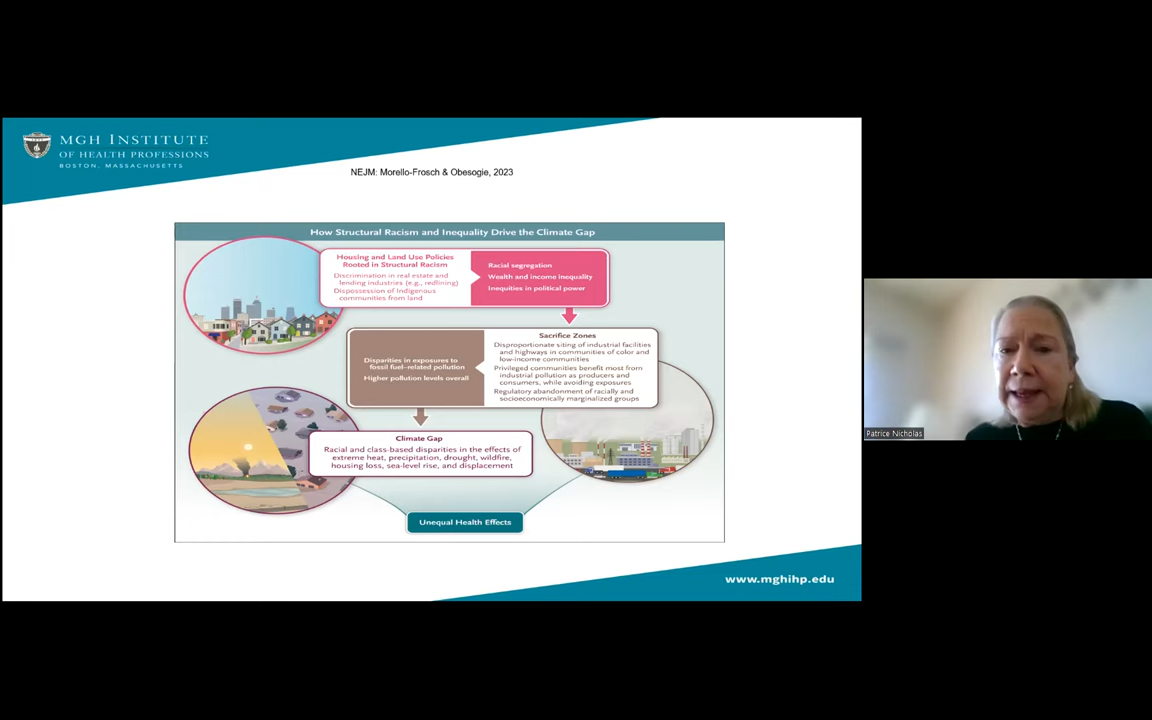 MGH INSTITUTE
OF HEALTH PROFESSIONS
BOSTON, MASSACHUSETTS
NEJM: Morello-Frosch & Obesogie, 2023
How Structural Racism and Inequality Drive the Climate Gap
Housing and Land Use Policies
Rooted in Structural Racism
Discrimination in real estate and
lending industries (e.g., redlining)
Dispossession of Indigenous
communities from land
Racial segregation
Wealth and income inequality
Inequities in political power
Sacrifice Zones
Disproportionate siting of industrial facilities
and highways in communities of color and
low-income communities
Privileged communities benefit most from
industrial pollution as producers and
consumers, while avoiding exposures
Regulatory abandonment of racially and
socioeconomically marginalized groups
Disparities in exposures to
fossil fuel–related pollution
Higher pollution levels overall
Climate Gap
Racial and class-based disparities in the effects of
extreme heat, precipitation, drought, wildfire,
housing loss, sea-level rise, and displacement
Unequal Health Effects
www.mghihp.edu
Patrice Nicholas